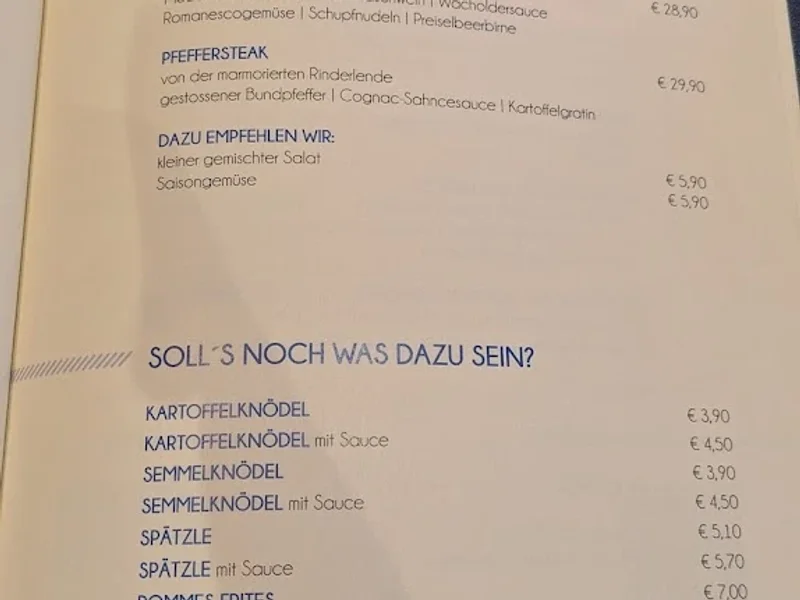 Wacholdersauce € 28,90
Romanescogemüse | Schupfnudeln | Preiselbeerbirne
PFEFFERSTEAK
von der marmorierten Rinderlende € 29,90
gestossener Bundpfeffer | Cognac-Sahnesauce | Kartoffelgratin
DAZU EMPFEHLEN WIR:
kleiner gemischter Salat € 5,90
Saisongemüse € 5,90
SOLL´S NOCH WAS DAZU SEIN?
KARTOFFELKNÖDEL € 3,90
KARTOFFELKNÖDEL mit Sauce € 4,50
SEMMELKNÖDEL € 3,90
SEMMELKNÖDEL mit Sauce € 4,50
SPÄTZLE € 5,10
SPÄTZLE mit Sauce € 5,70
POMMES FRITES € 7,00